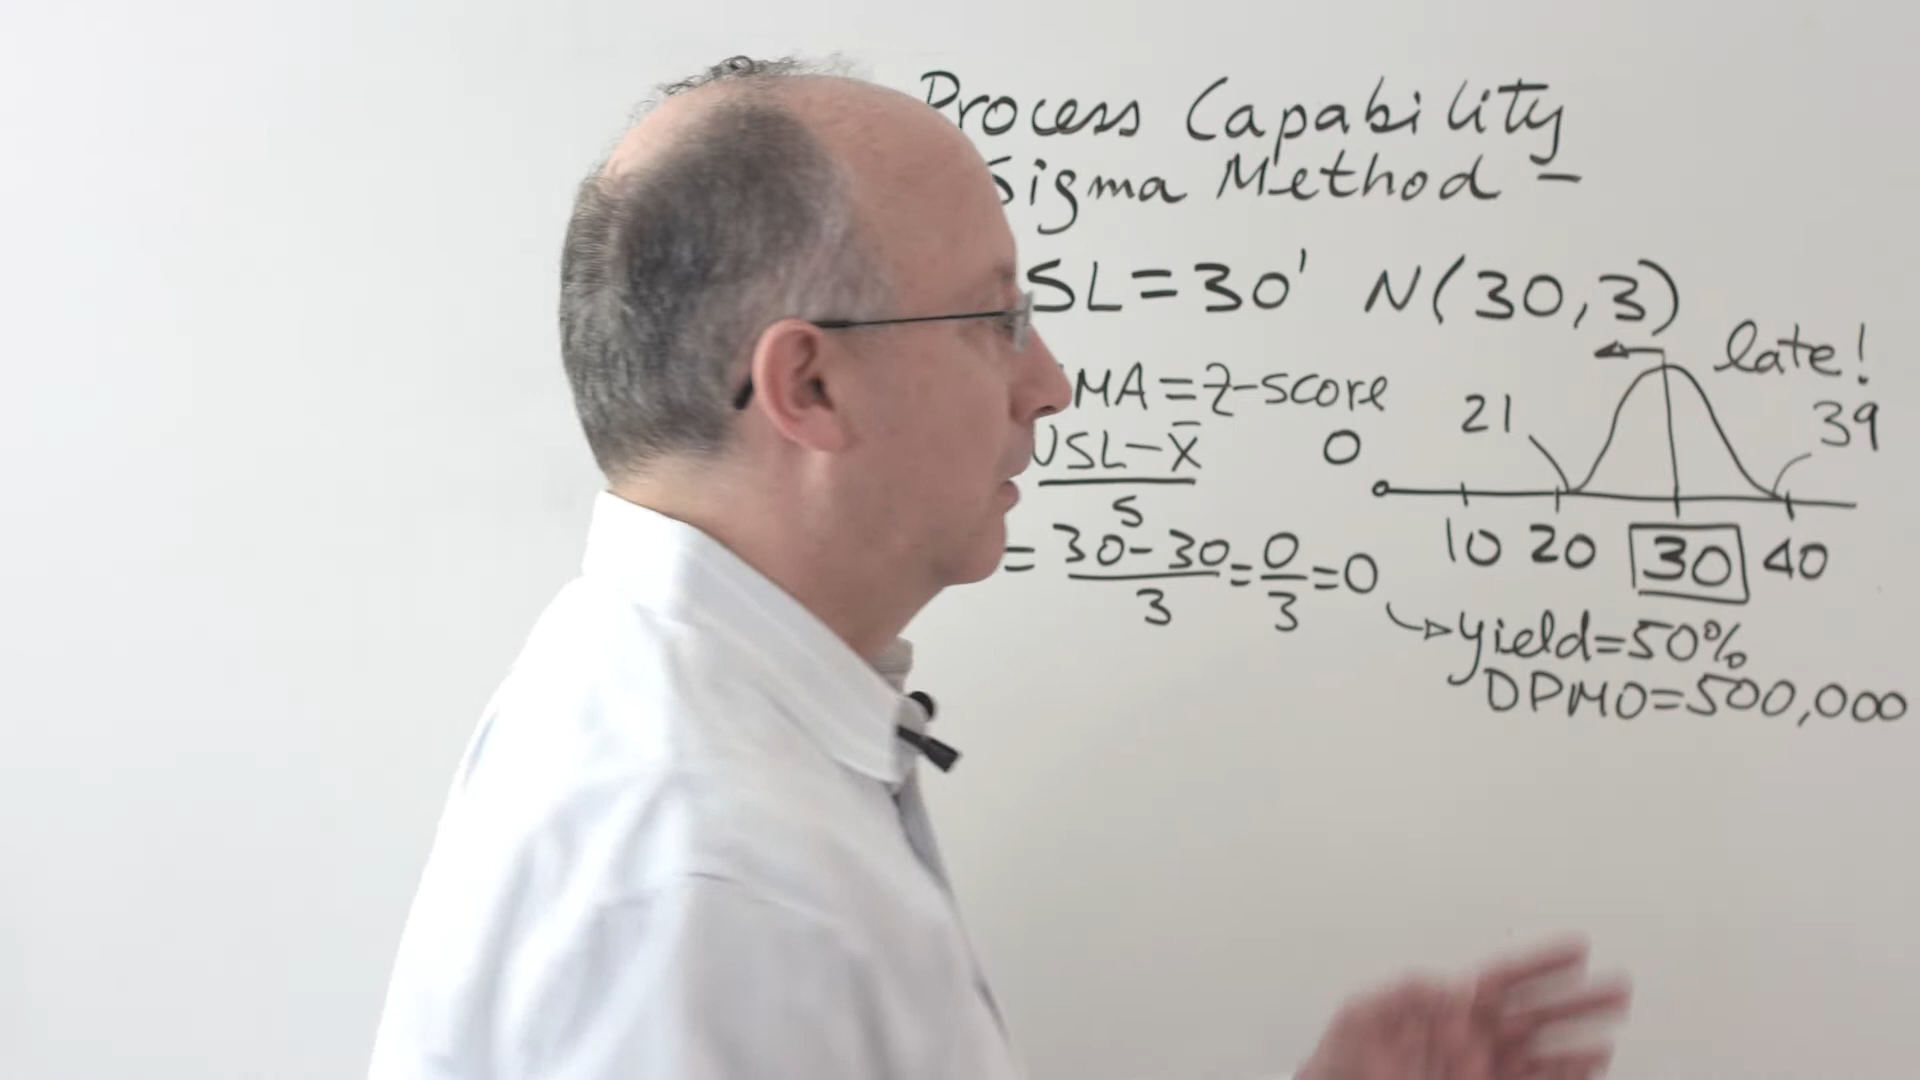 Process Capability
Sigma Method -
SL=30' N(30,3)
late!
MA=Z-score
21
39
USL-X̄
0
s
10 20 30 40
=30-30=0=0
3 3
yield=50%
DPMO=500,000